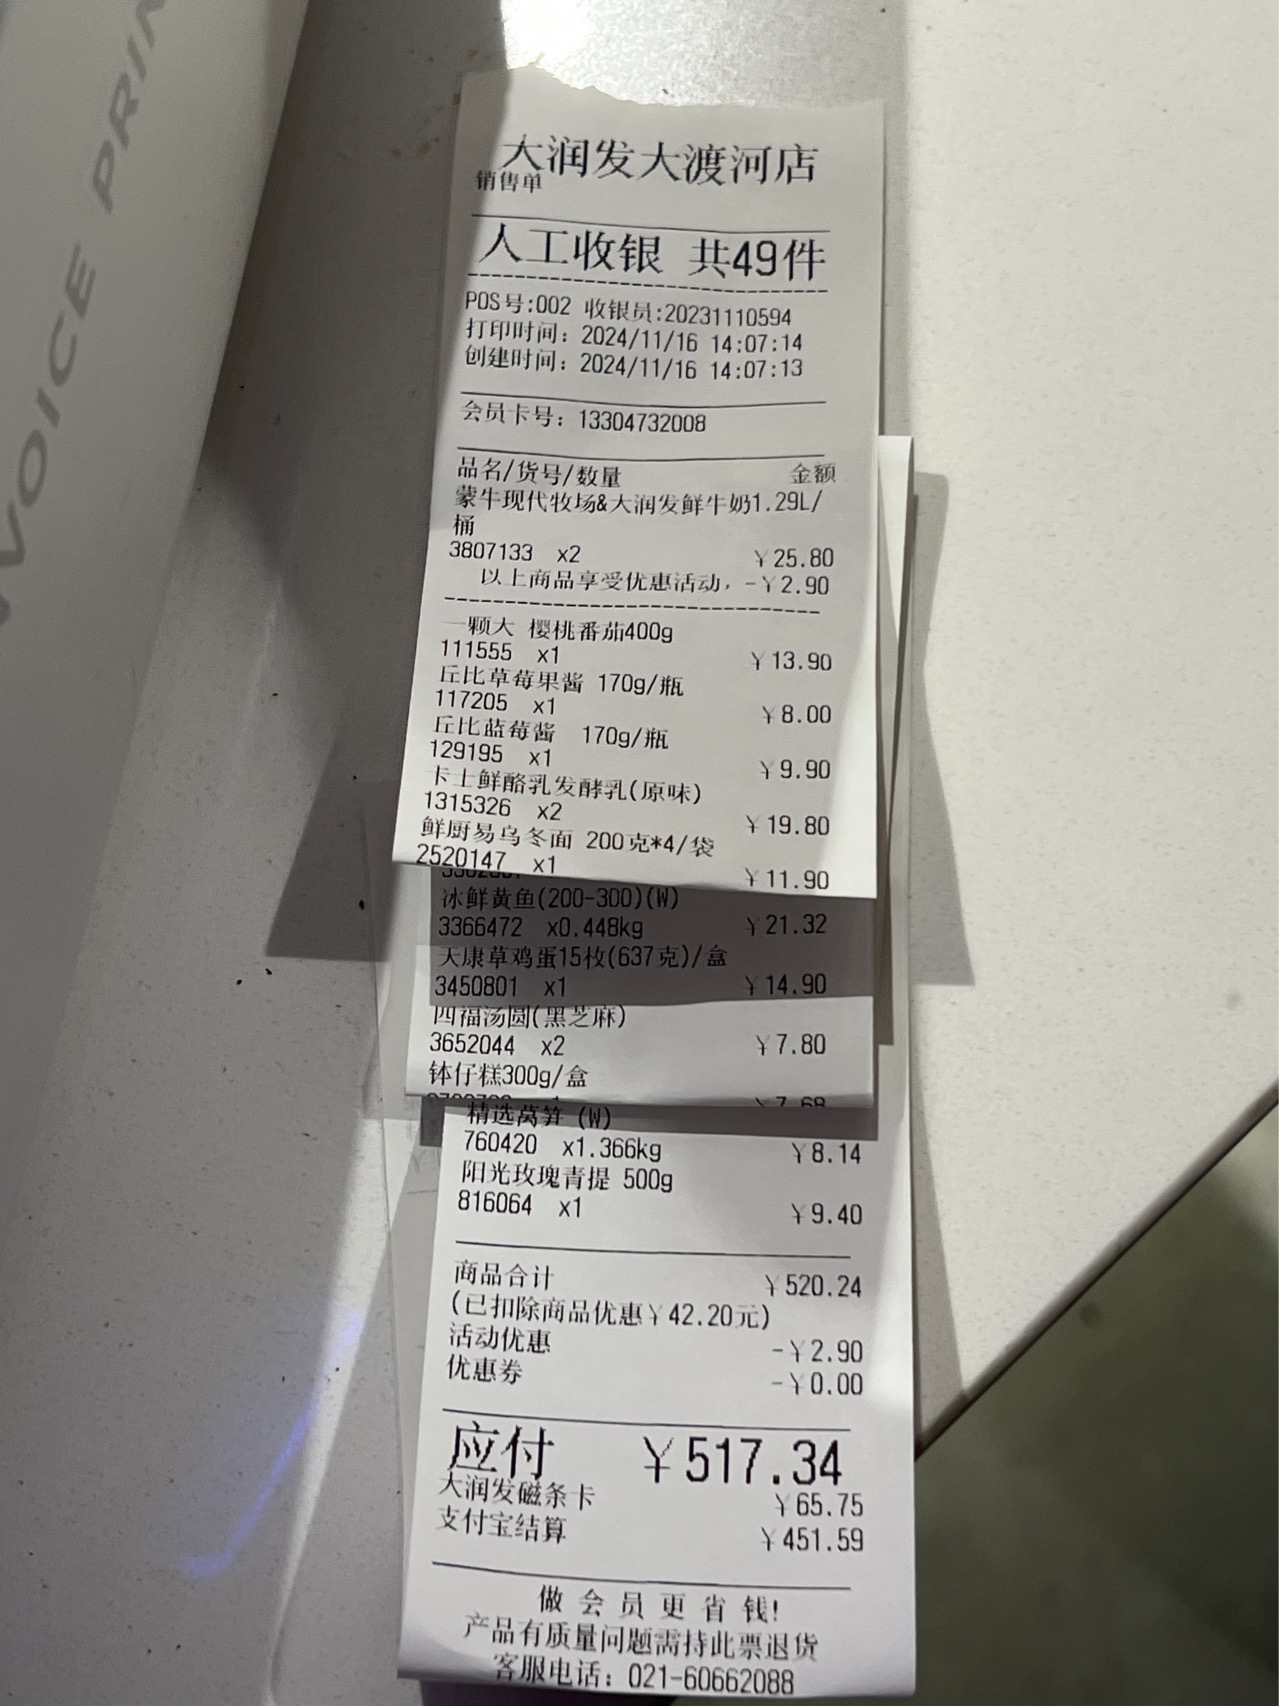 VOICE PRIN
大润发大渡河店
销售单
人工收银 共49件
POS号:002 收银员:20231110594
打印时间: 2024/11/16 14:07:14
创建时间: 2024/11/16 14:07:13
会员卡号: 13304732008
品名/货号/数量 金额
蒙牛现代牧场&大润发鲜牛奶1.29L/
桶
3807133 x2 ¥25.80
以上商品享受优惠活动, -¥2.90
一颗大 樱桃番茄400g
111555 x1 ¥13.90
丘比草莓果酱 170g/瓶
117205 x1 ¥8.00
丘比蓝莓酱 170g/瓶
129195 x1 ¥9.90
卡士鲜酪乳发酵乳(原味)
1315326 x2 ¥19.80
鲜厨易乌冬面 200克*4/袋
2520147 x1 ¥11.90
冰鲜黄鱼(200-300)(W)
3366472 x0.448kg ¥21.32
天康草鸡蛋15枚(637克)/盒
3450801 x1 ¥14.90
四福汤圆(黑芝麻)
3652044 x2 ¥7.80
钵仔糕300g/盒
¥7.68
精选莴笋 (W)
760420 x1.366kg ¥8.14
阳光玫瑰青提 500g
816064 x1 ¥9.40
商品合计 ¥520.24
(已扣除商品优惠¥42.20元)
活动优惠 -¥2.90
优惠券 -¥0.00
应付 ¥517.34
大润发磁条卡 ¥65.75
支付宝结算 ¥451.59
做会员更省钱!
产品有质量问题需持此票退货
客服电话: 021-60662088